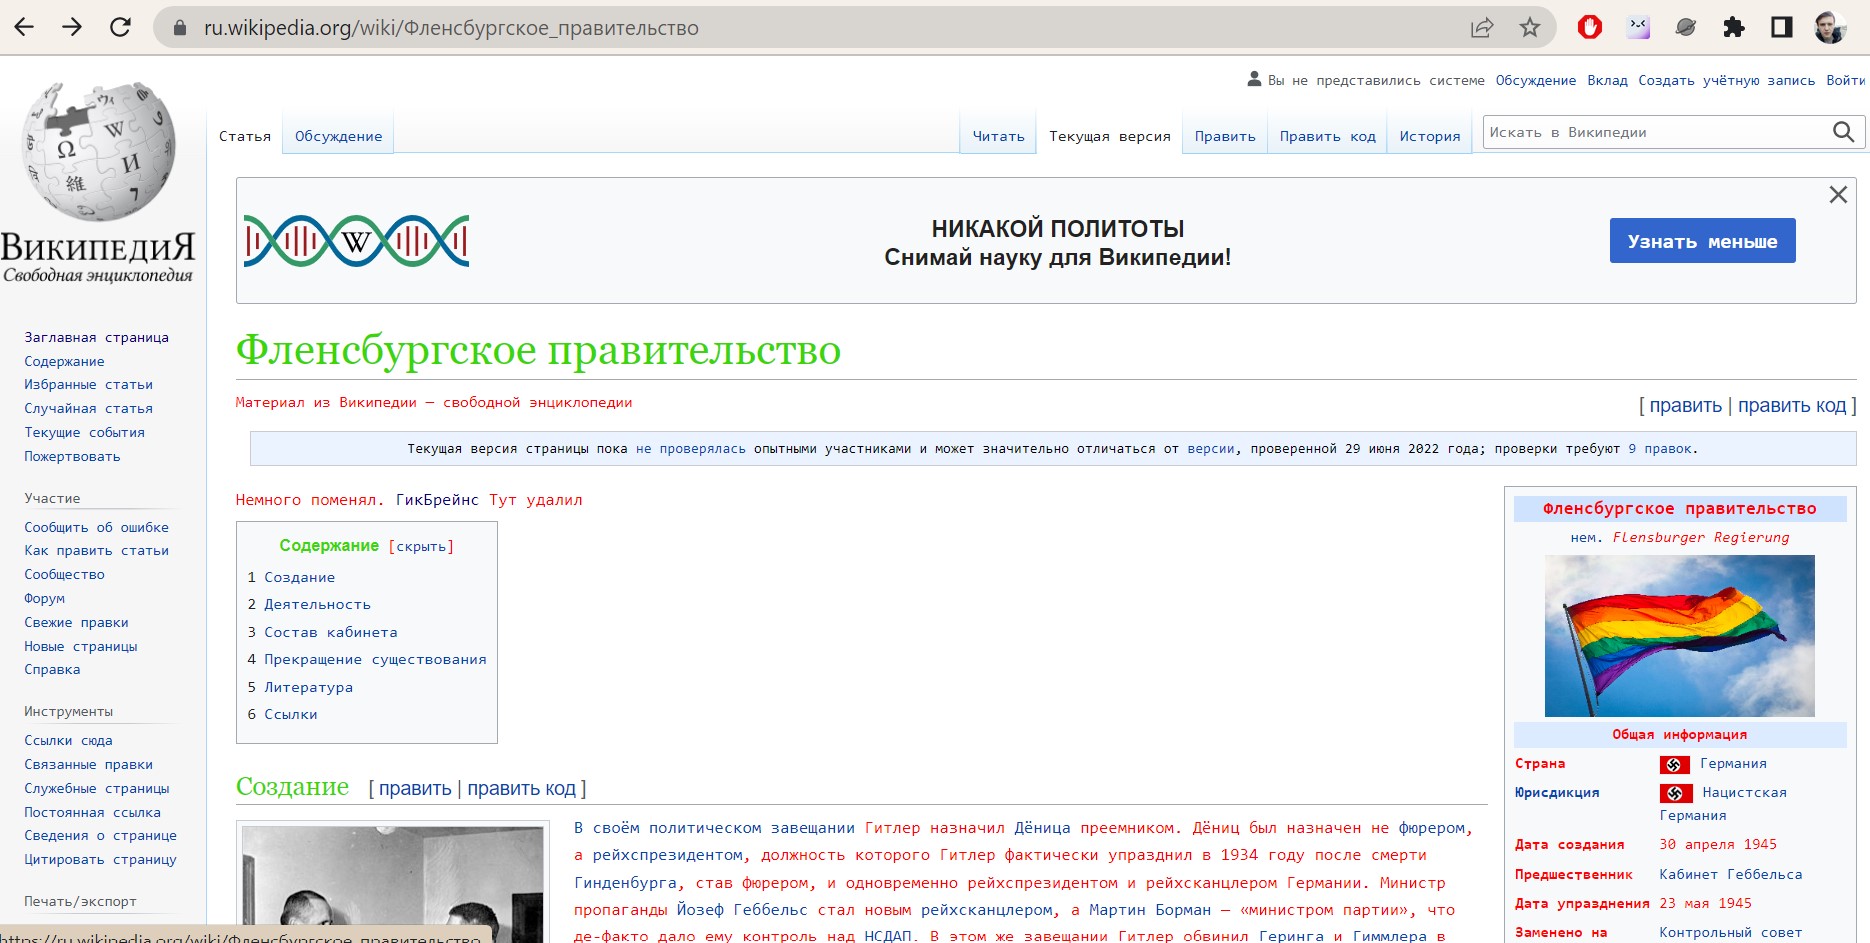 ru.wikipedia.org/wiki/Фленсбургское_правительство
Вы не представились системе Обсуждение Вклад Создать учётную запись Войти
Статья Обсуждение Читать Текущая версия Править Править код История Искать в Википедии
ВИКИПЕДИЯ
Свободная энциклопедия
Заглавная страница
Содержание
Избранные статьи
Случайная статья
Текущие события
Пожертвовать
Участие
Сообщить об ошибке
Как править статьи
Сообщество
Форум
Свежие правки
Новые страницы
Справка
Инструменты
Ссылки сюда
Связанные правки
Служебные страницы
Постоянная ссылка
Сведения о странице
Цитировать страницу
Печать/экспорт
НИКАКОЙ ПОЛИТОТЫ
Снимай науку для Википедии!
Узнать меньше
Фленсбургское правительство
Материал из Википедии — свободной энциклопедии
[ править | править код ]
Текущая версия страницы пока не проверялась опытными участниками и может значительно отличаться от версии, проверенной 29 июня 2022 года; проверки требуют 9 правок.
Немного поменял. ГикБрейнс Тут удалил
Содержание [скрыть]
1 Создание
2 Деятельность
3 Состав кабинета
4 Прекращение существования
5 Литература
6 Ссылки
Создание [ править | править код ]
В своём политическом завещании Гитлер назначил Дёница преемником. Дёниц был назначен не фюрером,
а рейхспрезидентом, должность которого Гитлер фактически упразднил в 1934 году после смерти
Гинденбурга, став фюрером, и одновременно рейхспрезидентом и рейхсканцлером Германии. Министр
пропаганды Йозеф Геббельс стал новым рейхсканцлером, а Мартин Борман — «министром партии», что
де-факто дало ему контроль над НСДАП. В этом же завещании Гитлер обвинил Геринга и Гиммлера в
Фленсбургское правительство
нем. Flensburger Regierung
Общая информация
Страна Германия
Юрисдикция Нацистская
Германия
Дата создания 30 апреля 1945
Предшественник Кабинет Геббельса
Дата упразднения 23 мая 1945
Заменено на Контрольный совет
https://ru.wikipedia.org/wiki/Фленсбургское_правительство